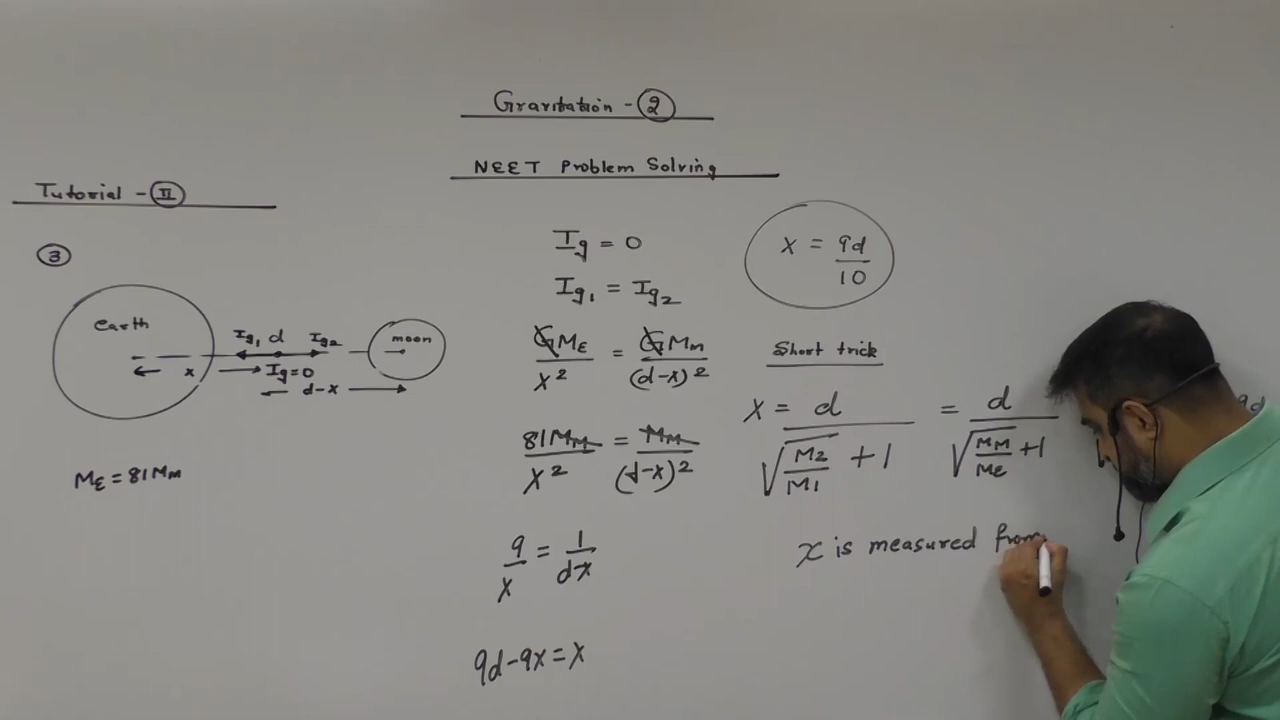 Gravitation - 2
NEET Problem Solving
Tutorial - II
3
earth
Ig1 d Ig2
moon
x
Ig=0
d-x
ME = 81 Mm
Ig = 0
Ig1 = Ig2
GME/x² = GMm/(d-x)²
81Mm/x² = Mm/(d-x)²
9/x = 1/d-x
9d-9x=x
x = 9d/10
Short trick
x = d/√(M2/M1) + 1 = d/√(MM/ME) + 1
x is measured from
9d